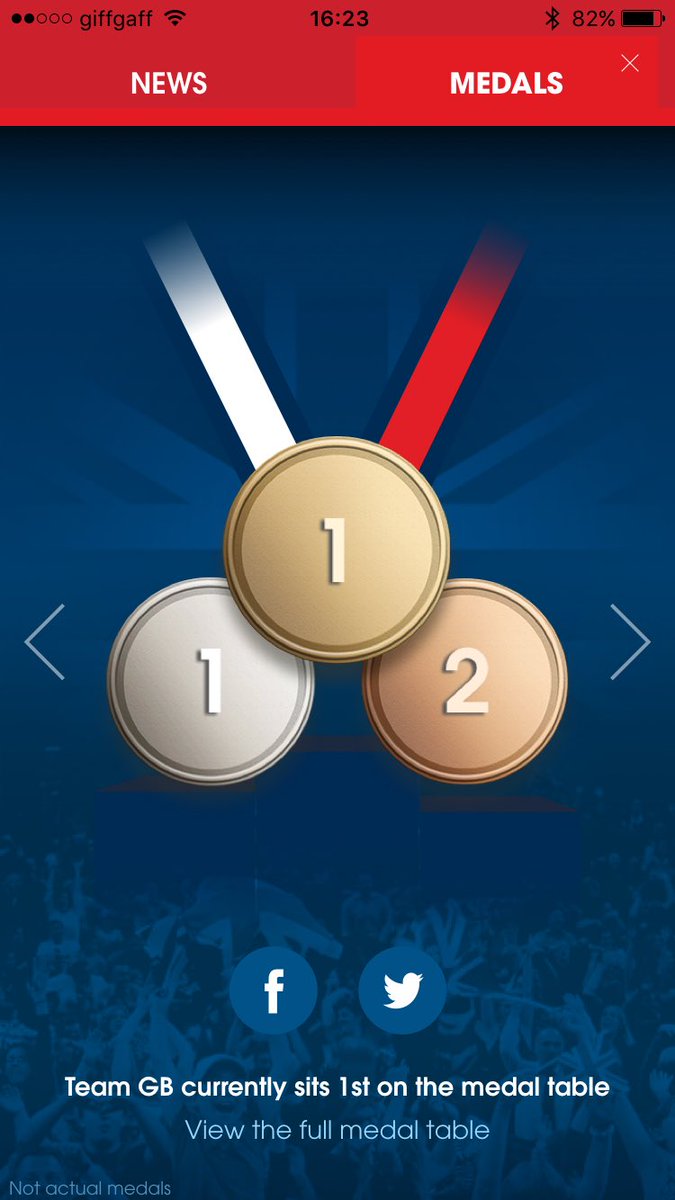 giffgaff 16:23 82%
NEWS MEDALS
1
1 2
f
Team GB currently sits 1st on the medal table
View the full medal table
Not actual medals